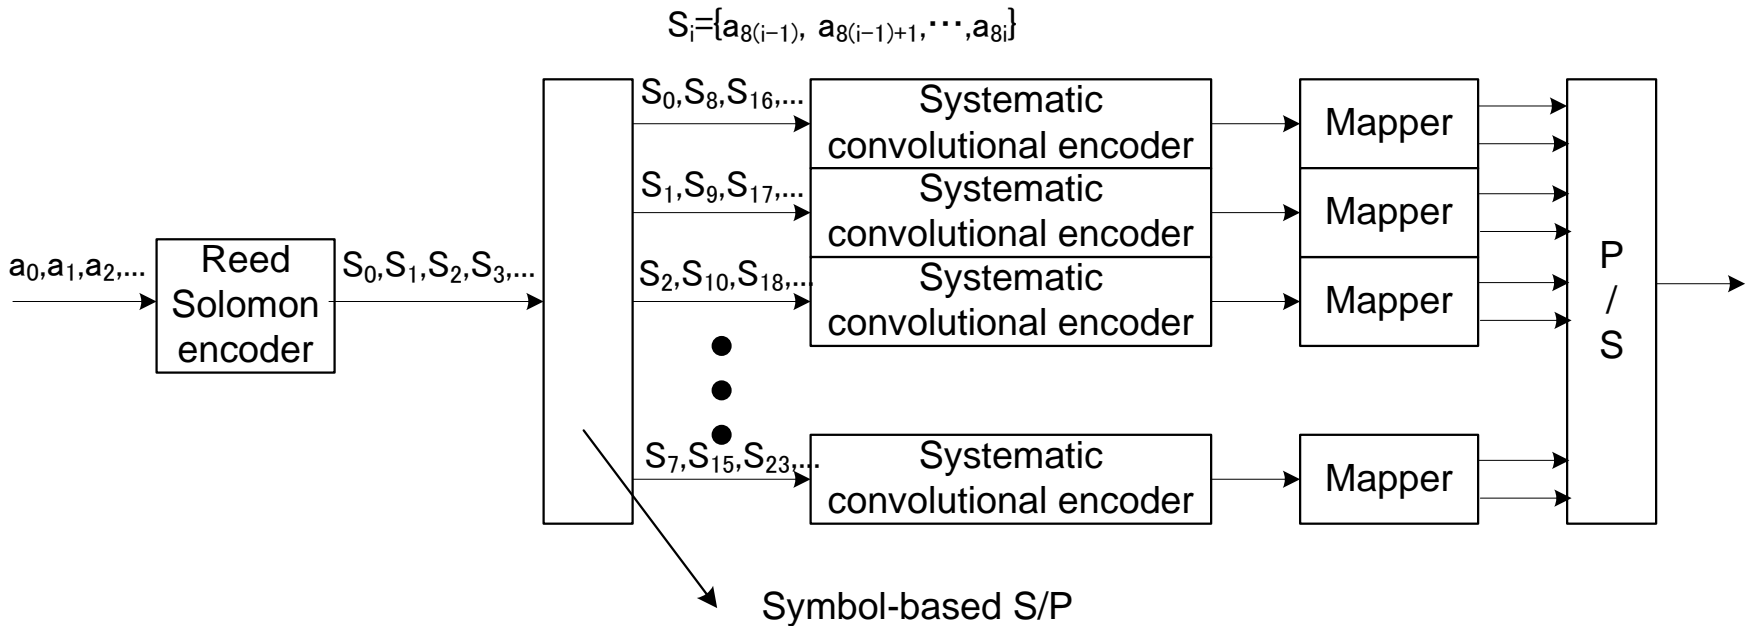 Sᵢ={a₈₍ᵢ₋₁₎, a₈₍ᵢ₋₁₎₊₁,⋯,a₈ᵢ}
S₀,S₈,S₁₆,...
Systematic
convolutional encoder
Mapper
S₁,S₉,S₁₇,...
Systematic
convolutional encoder
Mapper
a₀,a₁,a₂,...
Reed
Solomon
encoder
S₀,S₁,S₂,S₃,...
S₂,S₁₀,S₁₈,...
Systematic
convolutional encoder
Mapper
P
/
S
S₇,S₁₅,S₂₃,...
Systematic
convolutional encoder
Mapper
Symbol-based S/P